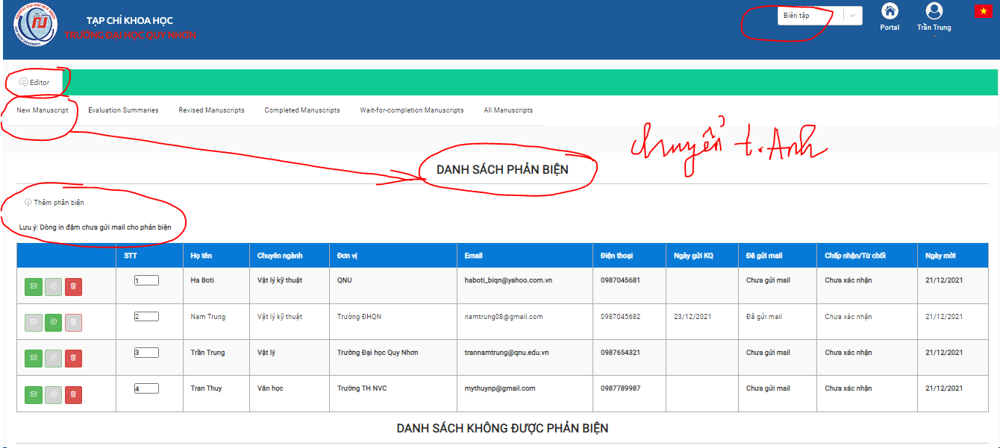 TẠP CHÍ KHOA HỌC
TRƯỜNG ĐẠI HỌC QUY NHƠN
Biên tập
Portal
Trần Trung
Editor
New Manuscript Evaluation Summaries Revised Manuscripts Completed Manuscripts Wait-for-completion Manuscripts All Manuscripts
chuyển t.Anh
DANH SÁCH PHẢN BIỆN
Thêm phản biện
Lưu ý: Dòng in đậm chưa gửi mail cho phản biện
STT Họ tên Chuyên ngành Đơn vị Email Điện thoại Ngày gửi KQ Đã gửi mail Chấp nhận/Từ chối Ngày mời
1 Ha Boti Vật lý kỹ thuật QNU haboti_biqn@yahoo.com.vn 0987045681 Chưa gửi mail Chưa xác nhận 21/12/2021
2 Nam Trung Vật lý kỹ thuật Trường ĐHQN namtrung08@gmail.com 0987045682 23/12/2021 Đã gửi mail Chưa xác nhận 21/12/2021
3 Trần Trung Vật lý Trường Đại học Quy Nhơn trannamtrung@qnu.edu.vn 0987654321 Chưa gửi mail Chưa xác nhận 21/12/2021
4 Tran Thuy Văn học Trường TH NVC mythuynp@gmail.com 0987789987 Chưa gửi mail Chưa xác nhận 21/12/2021
DANH SÁCH KHÔNG ĐƯỢC PHẢN BIỆN